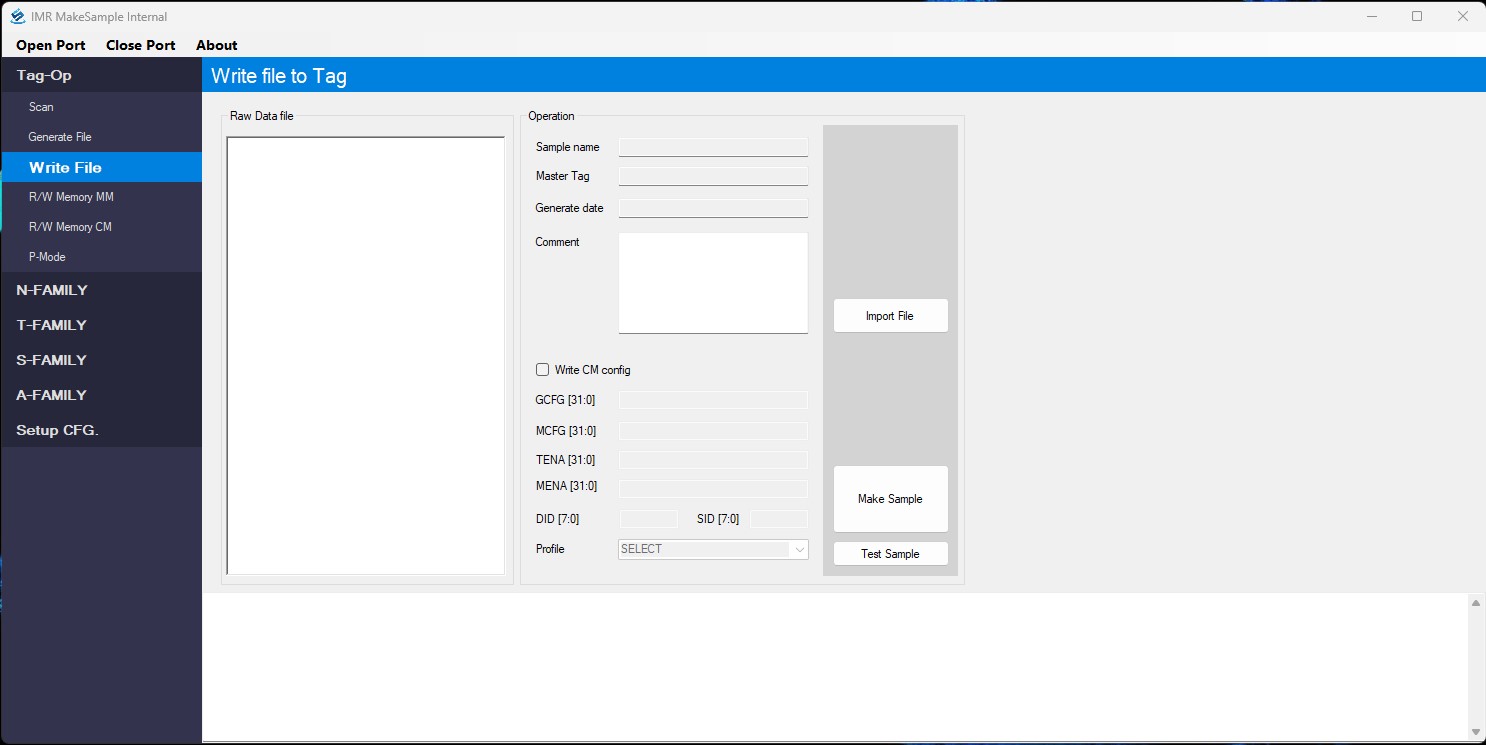 IMR MakeSample Internal
Open Port Close Port About
Tag-Op
Scan
Generate File
Write File
R/W Memory MM
R/W Memory CM
P-Mode
N-FAMILY
T-FAMILY
S-FAMILY
A-FAMILY
Setup CFG.
Write file to Tag
Raw Data file
Operation
Sample name
Master Tag
Generate date
Comment
Write CM config
GCFG [31:0]
MCFG [31:0]
TENA [31:0]
MENA [31:0]
DID [7:0] SID [7:0]
Profile SELECT
Import File
Make Sample
Test Sample